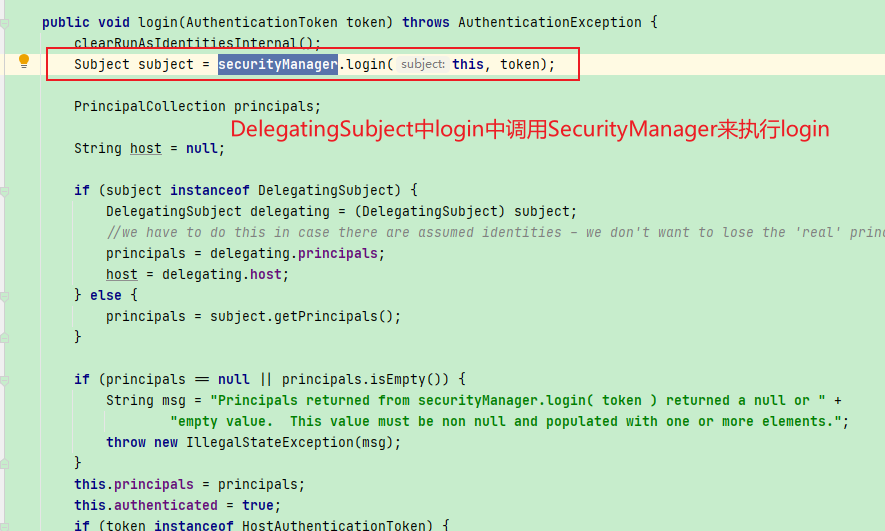 public void login(AuthenticationToken token) throws AuthenticationException {
clearRunAsIdentitiesInternal();
Subject subject = securityManager.login( subject: this, token);
PrincipalCollection principals;
DelegatingSubject中login中调用SecurityManager来执行login
String host = null;
if (subject instanceof DelegatingSubject) {
DelegatingSubject delegating = (DelegatingSubject) subject;
//we have to do this in case there are assumed identities - we don't want to lose the 'real' princ
principals = delegating.principals;
host = delegating.host;
} else {
principals = subject.getPrincipals();
}
if (principals == null || principals.isEmpty()) {
String msg = "Principals returned from securityManager.login( token ) returned a null or " +
"empty value.  This value must be non null and populated with one or more elements.";
throw new IllegalStateException(msg);
}
this.principals = principals;
this.authenticated = true;
if (token instanceof HostAuthenticationToken) {